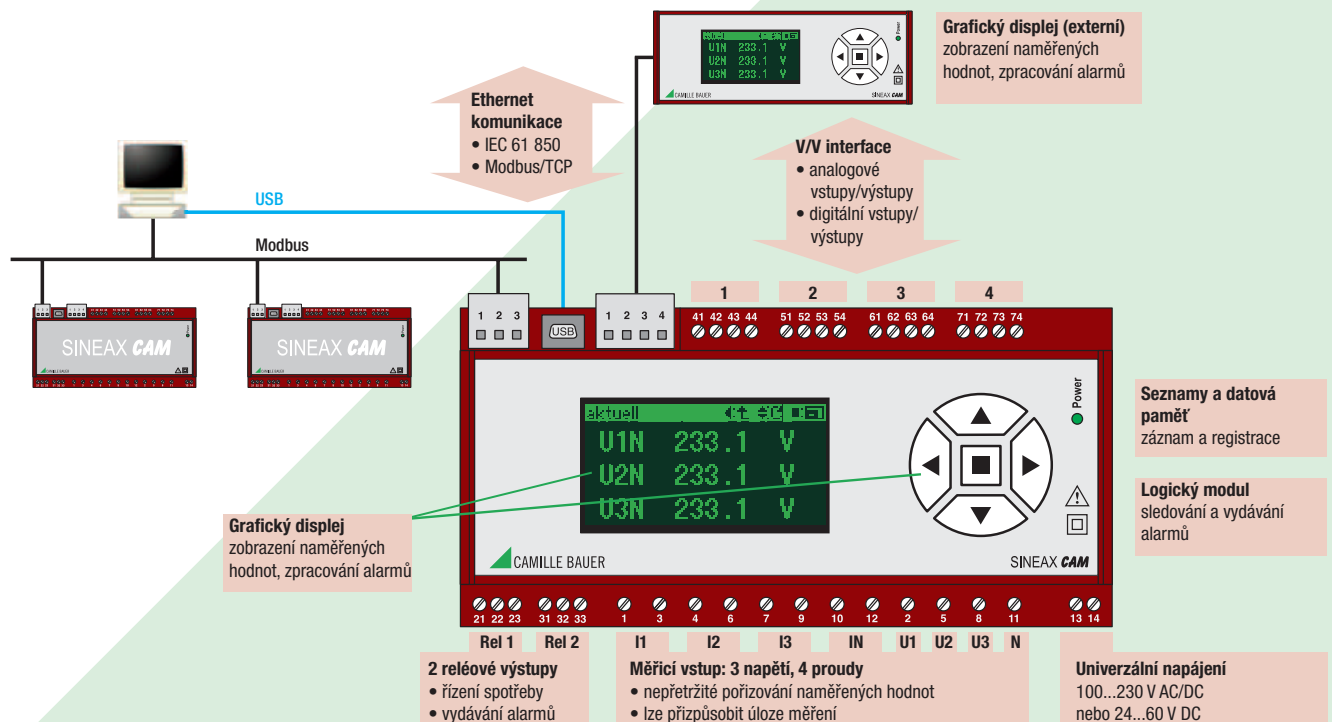 Grafický displej (externí)
zobrazení naměřených
hodnot, zpracování alarmů
U1N 233.1 V
U2N 233.1 V
U3N 233.1 V
Power
CAMILLE BAUER
SINEAX CAM
Ethernet
komunikace
• IEC 61 850
• Modbus/TCP
V/V interface
• analogové
vstupy/výstupy
• digitální vstupy/
výstupy
USB
Modbus
SINEAX CAM
CAMILLE BAUER
SINEAX CAM
CAMILLE BAUER
1 2 3 4
1 2 3
USB
1 2 3 4
41 42 43 44
51 52 53 54
61 62 63 64
71 72 73 74
aktuell
U1N 233.1 V
U2N 233.1 V
U3N 233.1 V
Power
CAMILLE BAUER
SINEAX CAM
Seznamy a datová
paměť
záznam a registrace
Logický modul
sledování a vydávání
alarmů
Grafický displej
zobrazení naměřených
hodnot, zpracování alarmů
21 22 23 31 32 33 1 3 4 6 7 9 10 12 2 5 8 11 13 14
Rel 1 Rel 2 I1 I2 I3 IN U1 U2 U3 N
2 reléové výstupy
• řízení spotřeby
• vydávání alarmů
Měřicí vstup: 3 napětí, 4 proudy
• nepřetržité pořizování naměřených hodnot
• lze přizpůsobit úloze měření
Univerzální napájení
100...230 V AC/DC
nebo 24...60 V DC